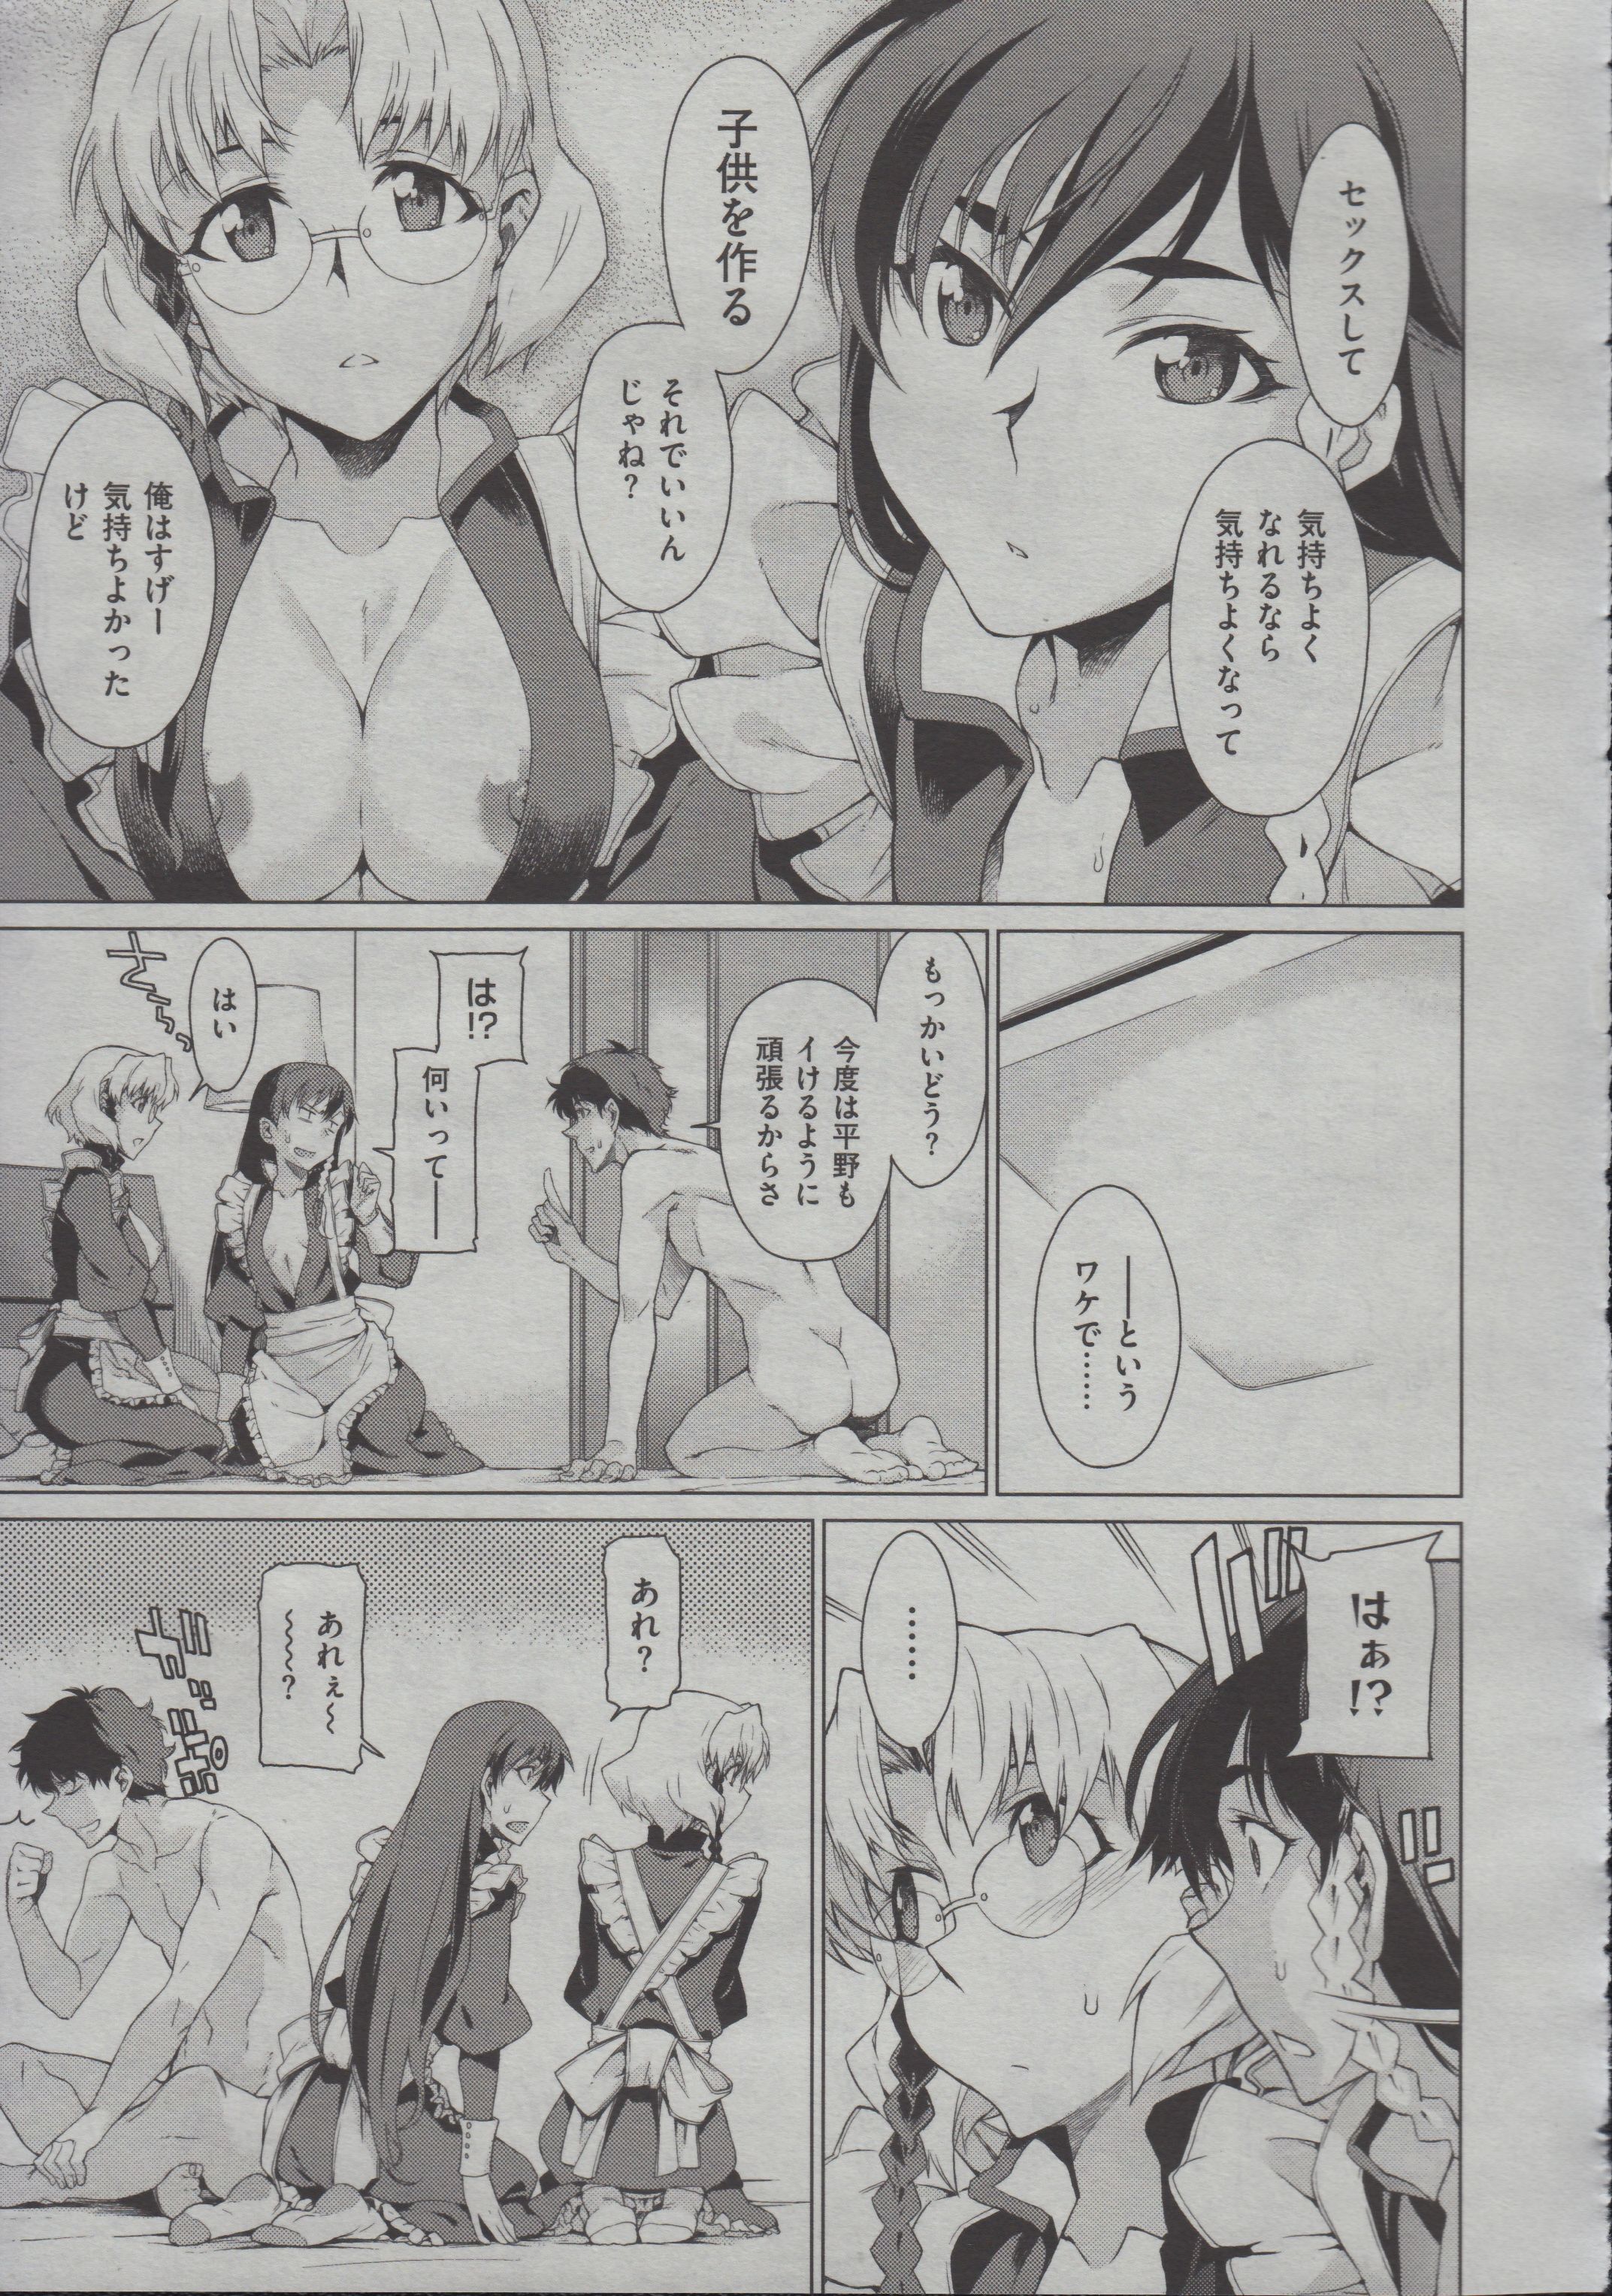 セックスして
気持ちよく
なれるなら
気持ちよくなって
子供を作る
それでいいん
じゃね?
俺はすげー
気持ちよかった
けど
――という
ワケで……
もっかいどう?
今度は平野も
イけるように
頑張るからさ
は!?
何いって――
はい
はぁ!?
……
あれ?
あれぇ〜
〜〜〜?